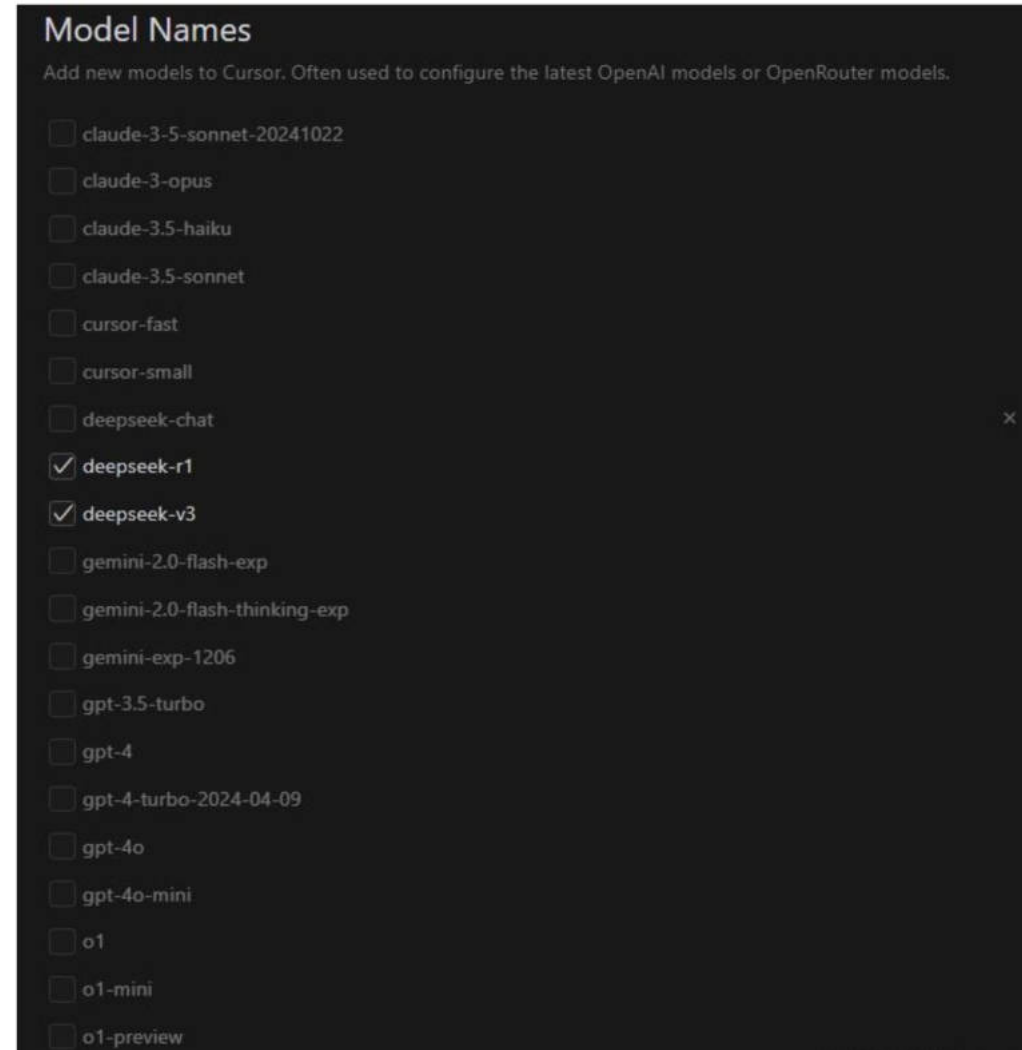 Model Names
Add new models to Cursor. Often used to configure the latest OpenAI models or OpenRouter models.
claude-3-5-sonnet-20241022
claude-3-opus
claude-3.5-haiku
claude-3.5-sonnet
cursor-fast
cursor-small
deepseek-chat
deepseek-r1
deepseek-v3
gemini-2.0-flash-exp
gemini-2.0-flash-thinking-exp
gemini-exp-1206
gpt-3.5-turbo
gpt-4
gpt-4-turbo-2024-04-09
gpt-4o
gpt-4o-mini
o1
o1-mini
o1-preview